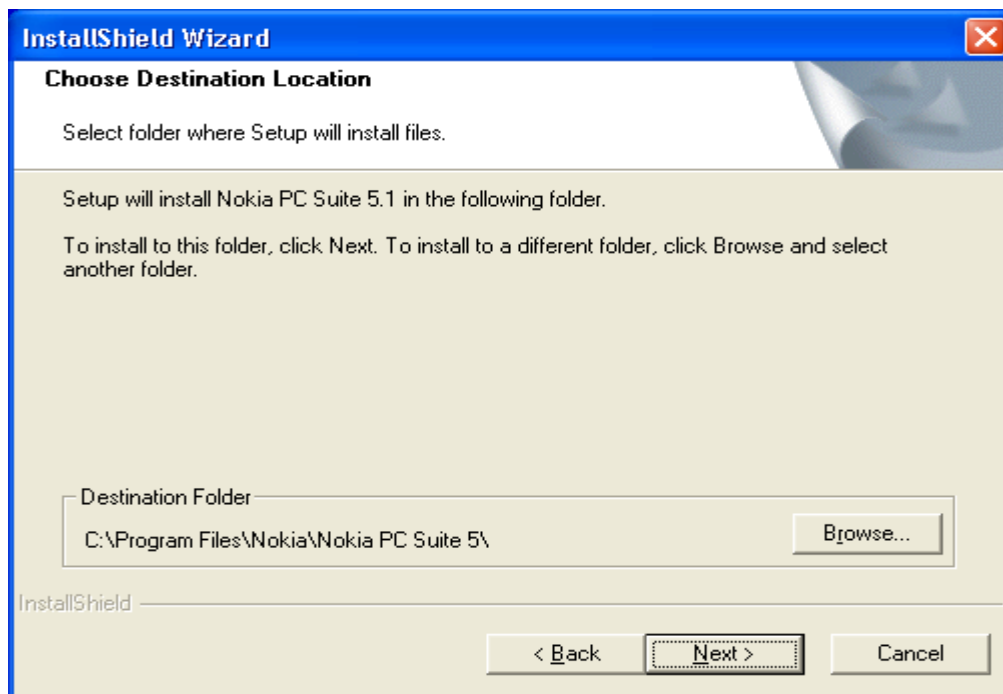 InstallShield Wizard
Choose Destination Location
Select folder where Setup will install files.
Setup will install Nokia PC Suite 5.1 in the following folder.
To install to this folder, click Next. To install to a different folder, click Browse and select
another folder.
Destination Folder
C:\Program Files\Nokia\Nokia PC Suite 5\
Browse...
InstallShield
< Back
Next >
Cancel